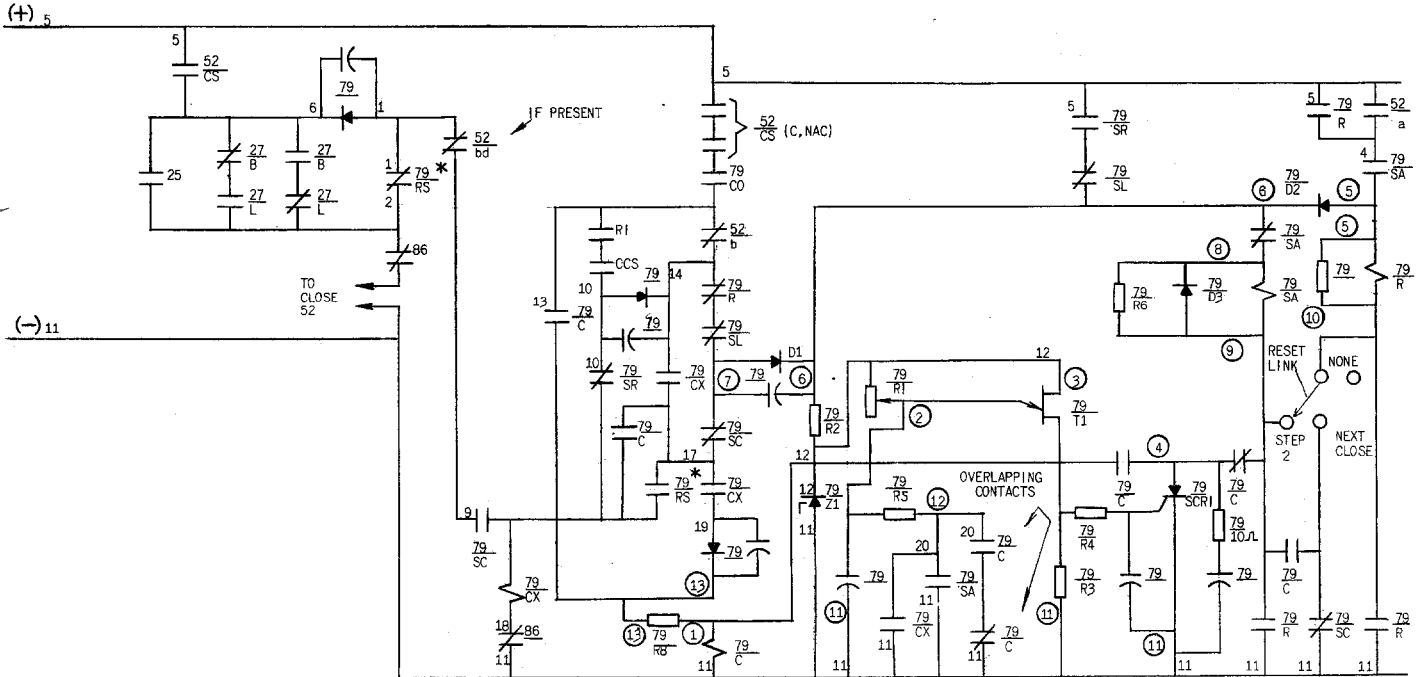 (+) 5
5
52
CS
5
6
79
1
IF PRESENT
52
bd
52
CS
(C,NAC)
79
CO
5
79
SR
79
SL
5
79
R
52
a
4
79
SA
79
D2
6
5
25
27
B
27
B
27
L
27
L
1
79
RS
*
2
86
TO
CLOSE
52
(-) 11
R1
CCS
52
b
10
79
14
79
R
13
79
C
79
79
SL
10
79
SR
79
CX
7
D1
79
6
79
C
79
SC
79
R2
17
*
79
RS
79
CX
9
79
SC
19
79
13
79
CX
18
86
11
13
79
R8
1
79
C
11
12
79
R1
2
3
79
T1
12
12
79
Z1
11
79
R5
12
OVERLAPPING
CONTACTS
20
20
79
C
79
11
79
SA
11
79
CX
11
79
C
11
11
79
R4
79
R3
11
4
79
C
79
SCR1
79
C
79
10Ω
79
79
11
11
5
79
SA
8
79
R6
79
D3
79
SA
9
79
79
R
10
RESET
LINK
NONE
STEP
2
NEXT
CLOSE
79
C
79
R
79
SC
79
R
11
11
11